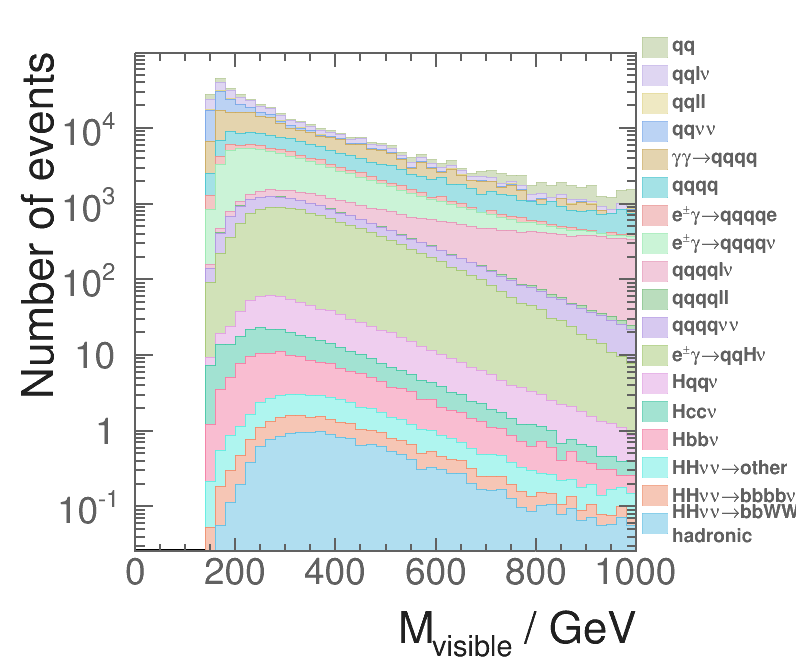 Number of events
10⁴
10³
10²
10
1
10⁻¹
0 200 400 600 800 1000
M_visible / GeV
qq
qqlν
qqll
qqνν
γγ→qqqq
qqqq
e±γ→qqqqe
e±γ→qqqqν
qqqqlν
qqqqll
qqqqνν
e±γ→qqHν
Hqqν
Hccν
Hbbν
HHνν→other
HHνν→bbbbν
HHνν→bbWW
hadronic